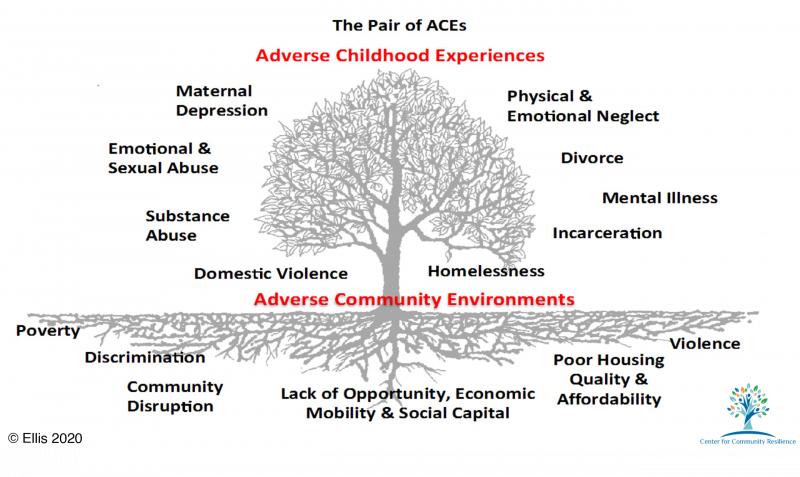 The Pair of ACEs
Adverse Childhood Experiences
Maternal
Depression
Physical &
Emotional Neglect
Emotional &
Sexual Abuse
Divorce
Mental Illness
Substance
Abuse
Incarceration
Domestic Violence
Homelessness
Adverse Community Environments
Poverty
Discrimination
Violence
Community
Disruption
Lack of Opportunity, Economic
Mobility & Social Capital
Poor Housing
Quality &
Affordability
© Ellis 2020
Center for Community Resilience